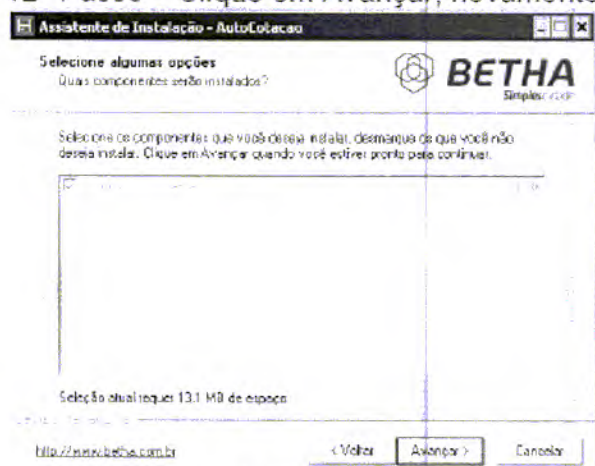 Passo - Clique em Avançar, novamente
Assistente de Instalação - AutoCotacao
Selecione algumas opções
Quais componentes serão instalados?
BETHA
Selecione os componentes que você deseja instalar, desmarque os que você não
deseja instalar. Clique em Avançar quando você estiver pronto para continuar.
Seleção atual requer 13.1 MB de espaço
http://www.betha.com.br
< Voltar
Avançar >
Cancelar